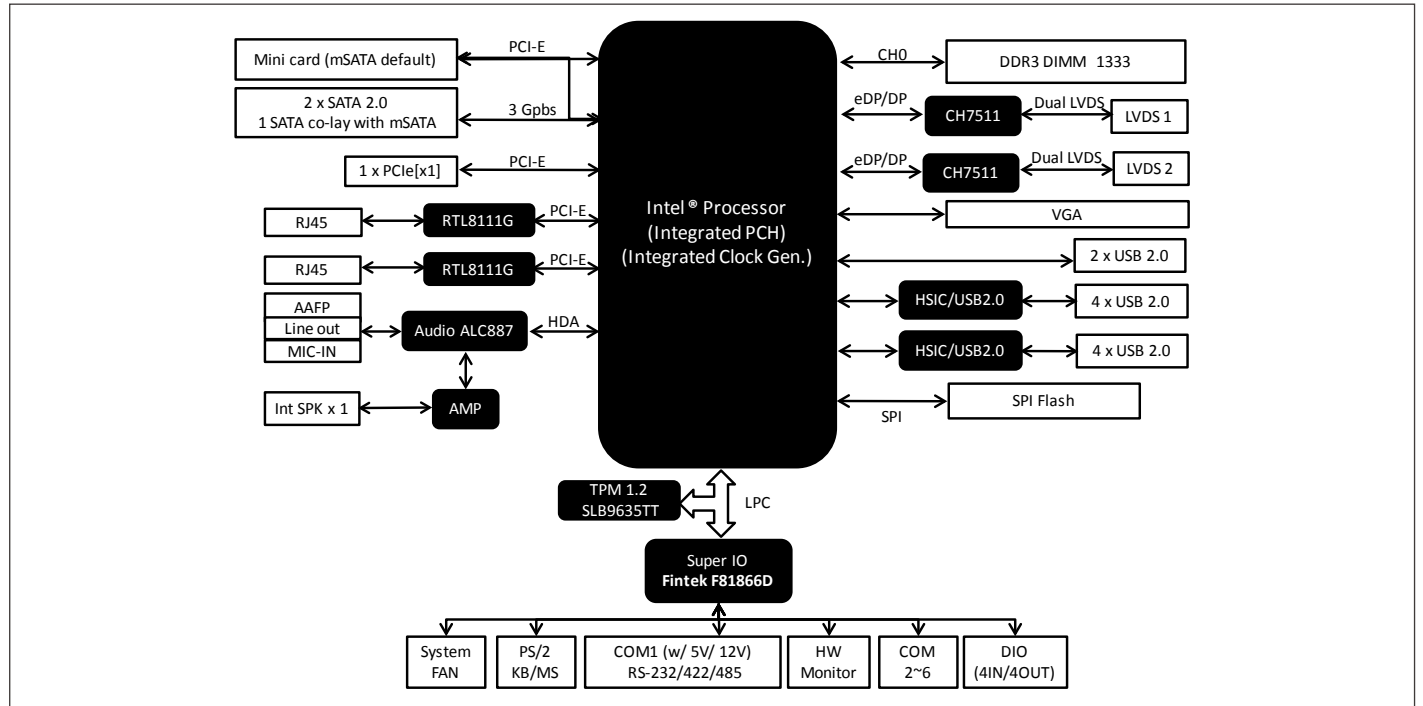 Mini card (mSATA default)
PCI-E
2 x SATA 2.0
1 SATA co-lay with mSATA
3 Gpbs
1 x PCIe[x1]
PCI-E
RJ45
RTL8111G
PCI-E
RJ45
RTL8111G
PCI-E
AAFP
Line out
MIC-IN
Audio ALC887
HDA
Int SPK x 1
AMP
Intel® Processor
(Integrated PCH)
(Integrated Clock Gen.)
CH0
DDR3 DIMM 1333
eDP/DP
CH7511
Dual LVDS
LVDS 1
eDP/DP
CH7511
Dual LVDS
LVDS 2
VGA
2 x USB 2.0
HSIC/USB2.0
4 x USB 2.0
HSIC/USB2.0
4 x USB 2.0
SPI
SPI Flash
TPM 1.2
SLB9635TT
LPC
Super IO
Fintek F81866D
System
FAN
PS/2
KB/MS
COM1 (w/ 5V/ 12V)
RS-232/422/485
HW
Monitor
COM
2~6
DIO
(4IN/4OUT)